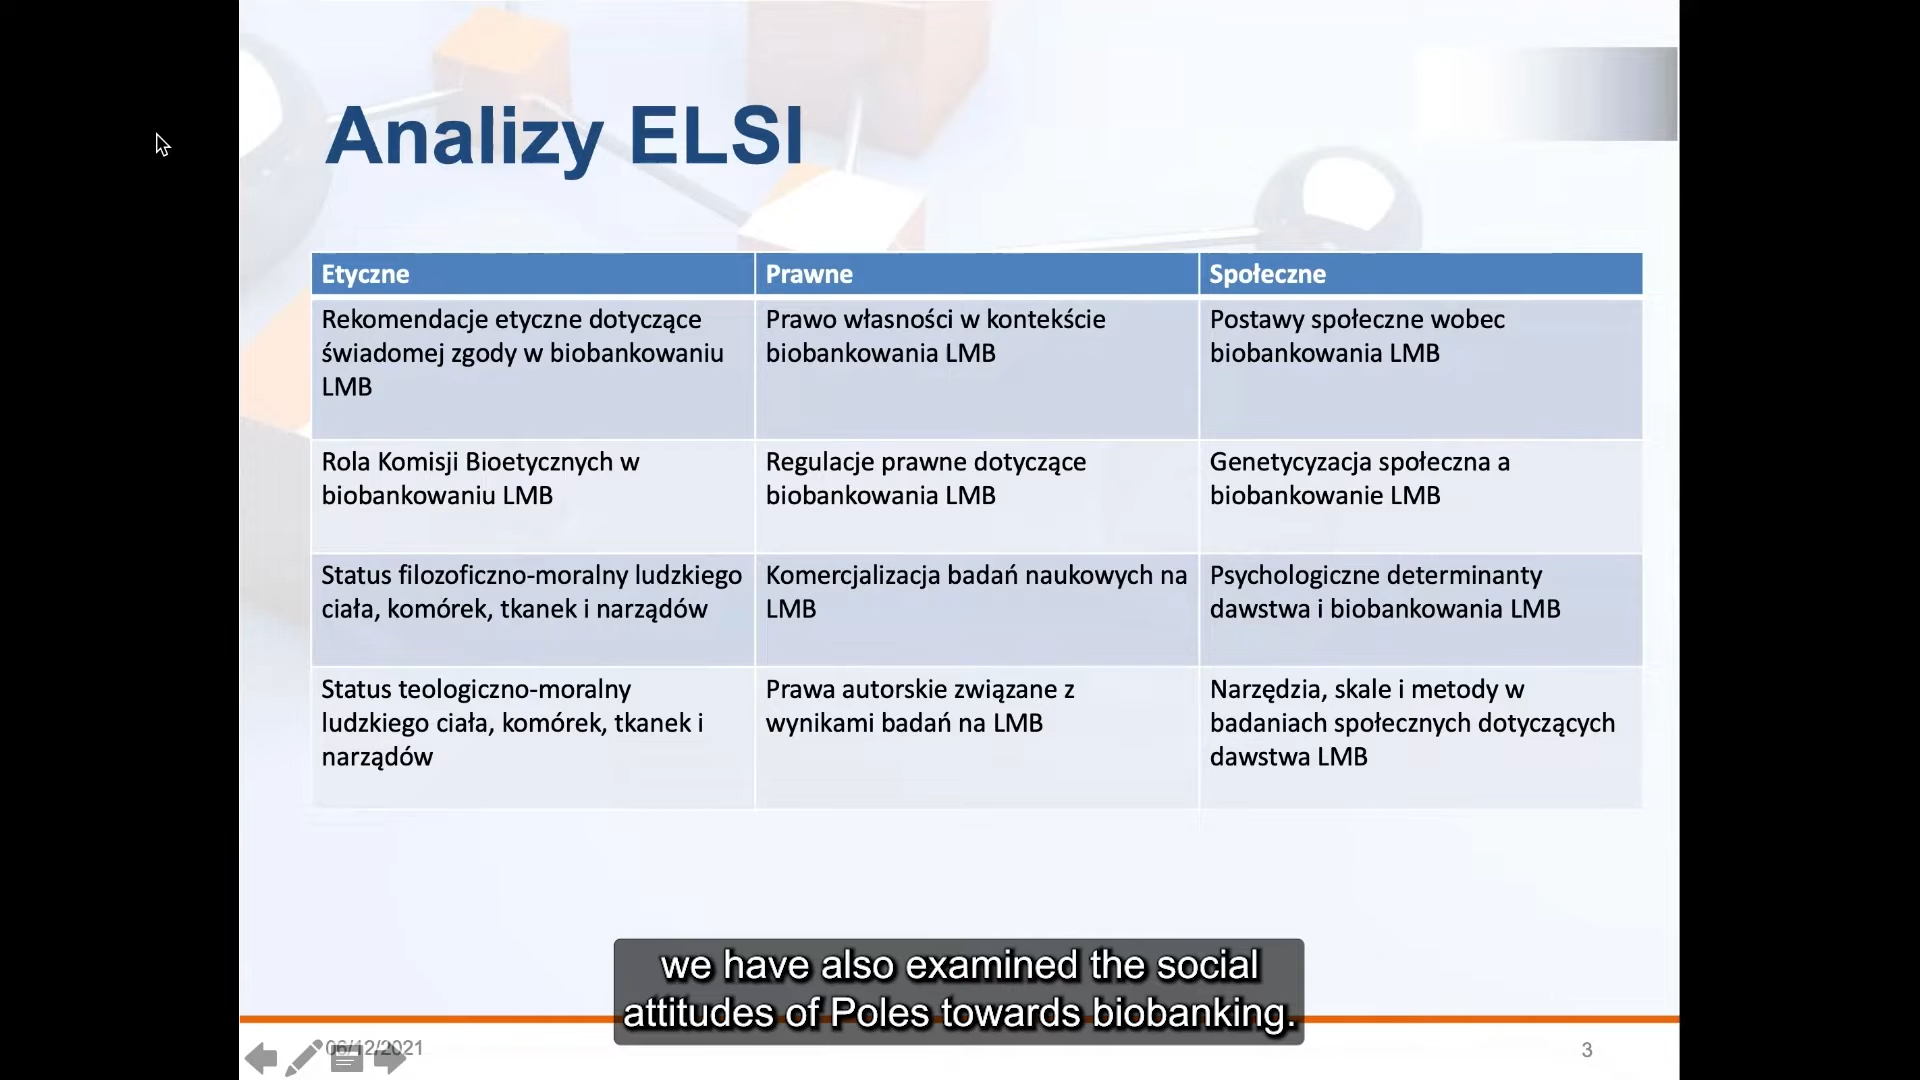 Analizy ELSI
Etyczne
Prawne
Społeczne
Rekomendacje etyczne dotyczące
świadomej zgody w biobankowaniu
LMB
Prawo własności w kontekście
biobankowania LMB
Postawy społeczne wobec
biobankowania LMB
Rola Komisji Bioetycznych w
biobankowaniu LMB
Regulacje prawne dotyczące
biobankowania LMB
Genetycyzacja społeczna a
biobankowanie LMB
Status filozoficzno-moralny ludzkiego
ciała, komórek, tkanek i narządów
Komercjalizacja badań naukowych na
LMB
Psychologiczne determinanty
dawstwa i biobankowania LMB
Status teologiczno-moralny
ludzkiego ciała, komórek, tkanek i
narządów
Prawa autorskie związane z
wynikami badań na LMB
Narzędzia, skale i metody w
badaniach społecznych dotyczących
dawstwa LMB
we have also examined the social
attitudes of Poles towards biobanking.
06/12/2021
3